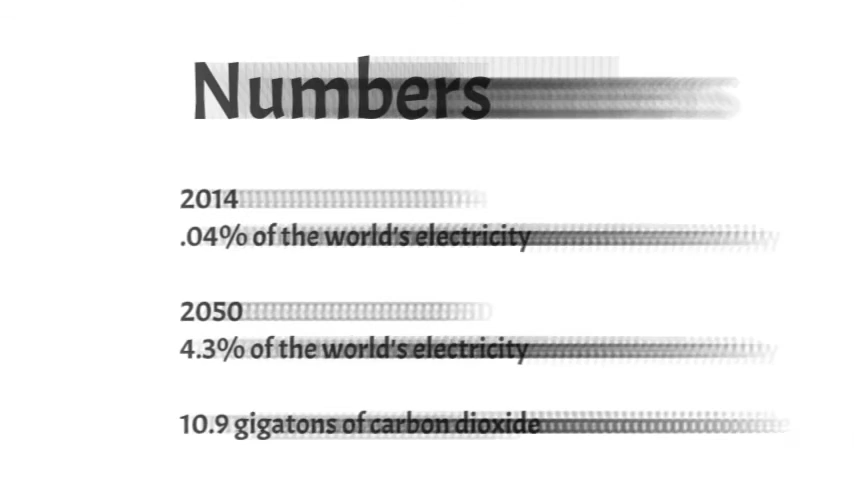 Numbers
2014
.04% of the world's electricity
2050
4.3% of the world's electricity
10.9 gigatons of carbon dioxide